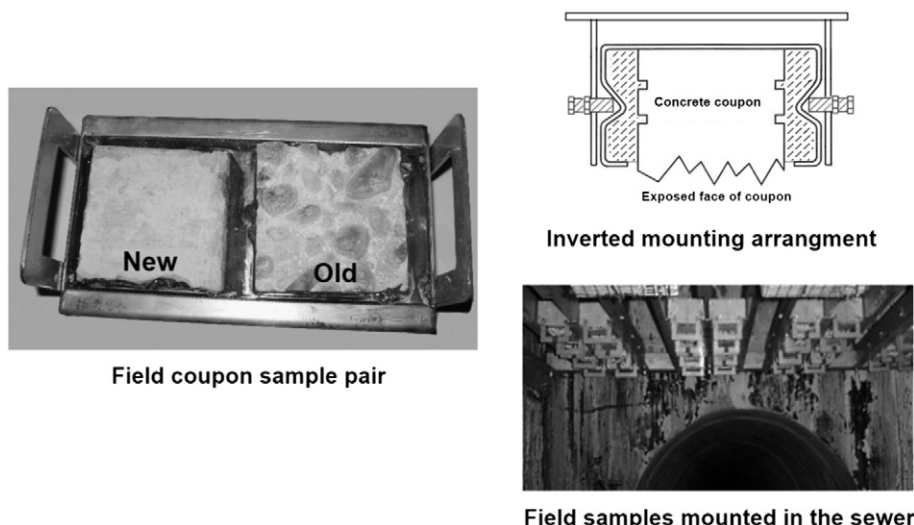 New
Old
Field coupon sample pair
Concrete coupon
Exposed face of coupon
Inverted mounting arrangment
Field samples mounted in the sewer